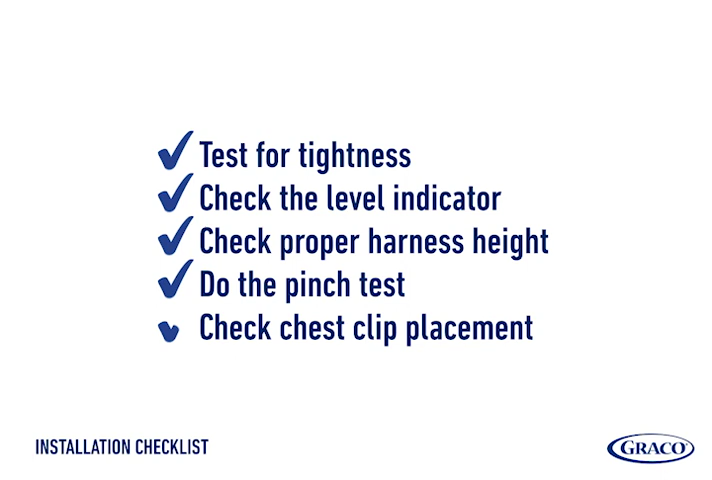 Test for tightness
Check the level indicator
Check proper harness height
Do the pinch test
Check chest clip placement
INSTALLATION CHECKLIST
GRACO